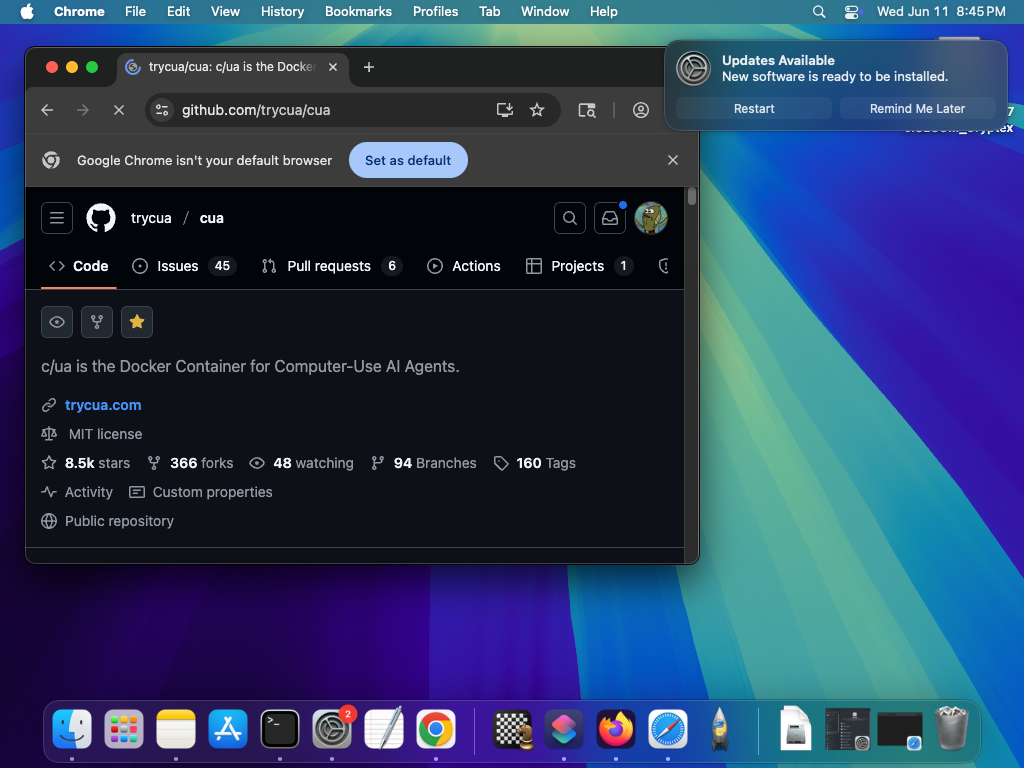 Chrome File Edit View History Bookmarks Profiles Tab Window Help Wed Jun 11 8:45 PM
trycua/cua: c/ua is the Docker
Updates Available
New software is ready to be installed.
Restart Remind Me Later
github.com/trycua/cua
Google Chrome isn't your default browser Set as default
trycua / cua
Code Issues 45 Pull requests 6 Actions Projects 1
c/ua is the Docker Container for Computer-Use AI Agents.
trycua.com
MIT license
8.5k stars 366 forks 48 watching 94 Branches 160 Tags
Activity Custom properties
Public repository
2